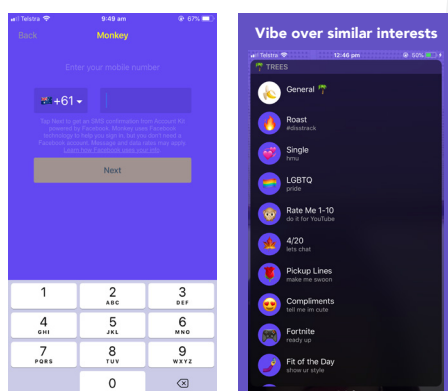 Telstra 9:49 am 67%
Back Monkey
Enter your mobile number
+61
Tap Next to get an SMS confirmation from Account Kit
powered by Facebook. Monkey uses Facebook
technology to help you sign in, but you don't need a
Facebook account. Message and data rates may apply.
Learn how Facebook uses your info.
Next
1
2 ABC
3 DEF
4 GHI
5 JKL
6 MNO
7 PQRS
8 TUV
9 WXYZ
0
Vibe over similar interests
Telstra 12:46 pm 50%
TREES
General
Roast
#disstrack
Single
hmu
LGBTQ
pride
Rate Me 1-10
do it for YouTube
4/20
lets chat
Pickup Lines
make me swoon
Compliments
tell me im cute
Fortnite
ready up
Fit of the Day
show ur style